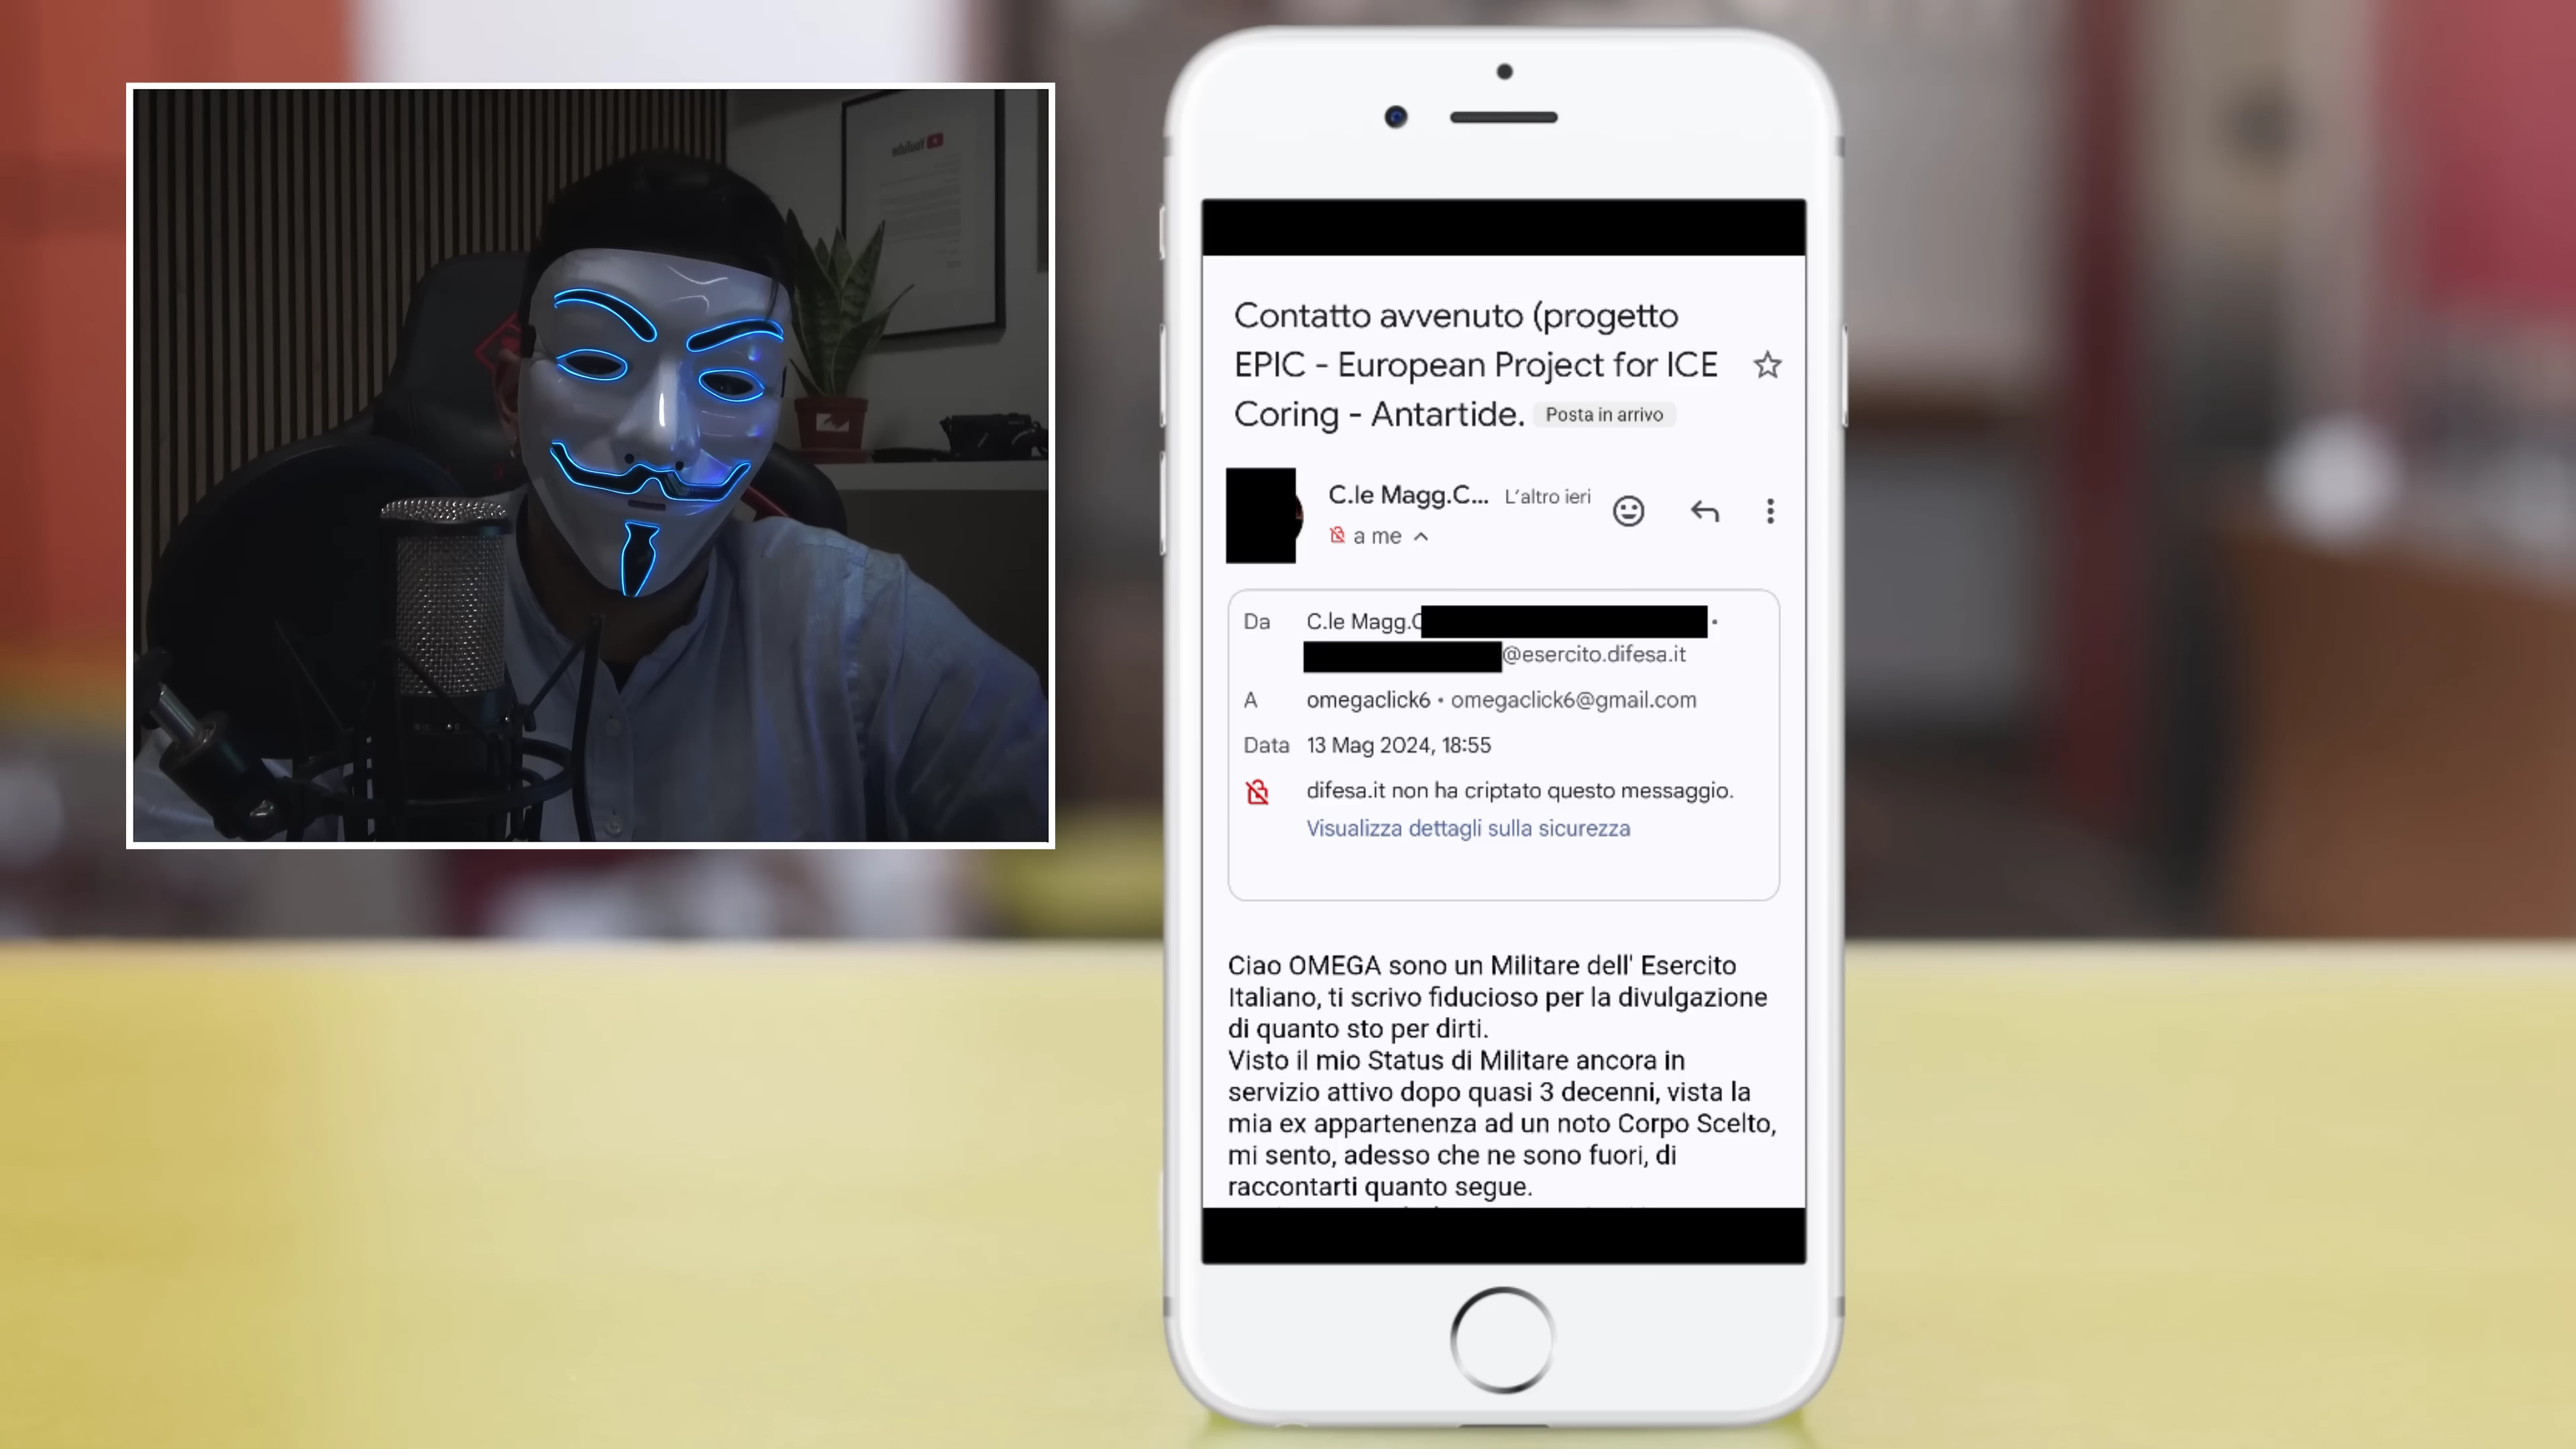 YouTube
Contatto avvenuto (progetto
EPIC - European Project for ICE
Coring - Antartide. Posta in arrivo
C.le Magg.C... L'altro ieri
a me
Da C.le Magg.C
@esercito.difesa.it
A omegaclick6 • omegaclick6@gmail.com
Data 13 Mag 2024, 18:55
difesa.it non ha criptato questo messaggio.
Visualizza dettagli sulla sicurezza
Ciao OMEGA sono un Militare dell' Esercito
Italiano, ti scrivo fiducioso per la divulgazione
di quanto sto per dirti.
Visto il mio Status di Militare ancora in
servizio attivo dopo quasi 3 decenni, vista la
mia ex appartenenza ad un noto Corpo Scelto,
mi sento, adesso che ne sono fuori, di
raccontarti quanto segue.